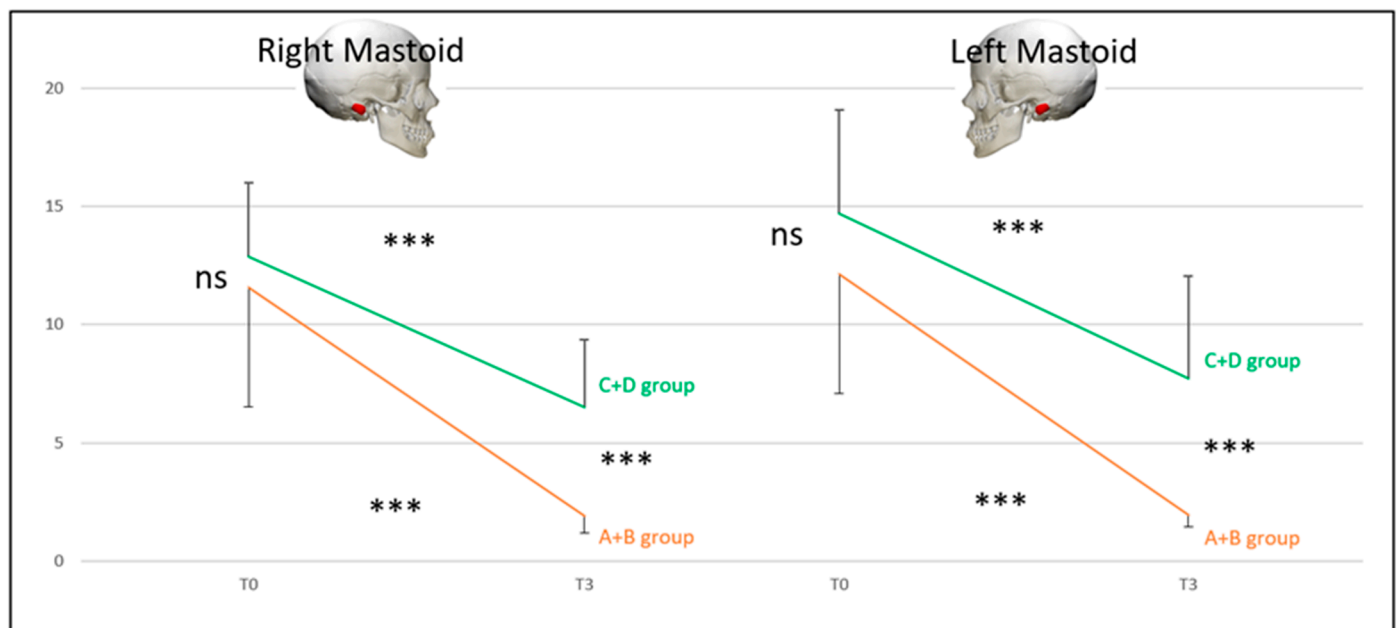 Right Mastoid
Left Mastoid
20
15
10
5
0
***
***
ns
ns
C+D group
C+D group
***
***
***
***
A+B group
A+B group
T0
T3
T0
T3